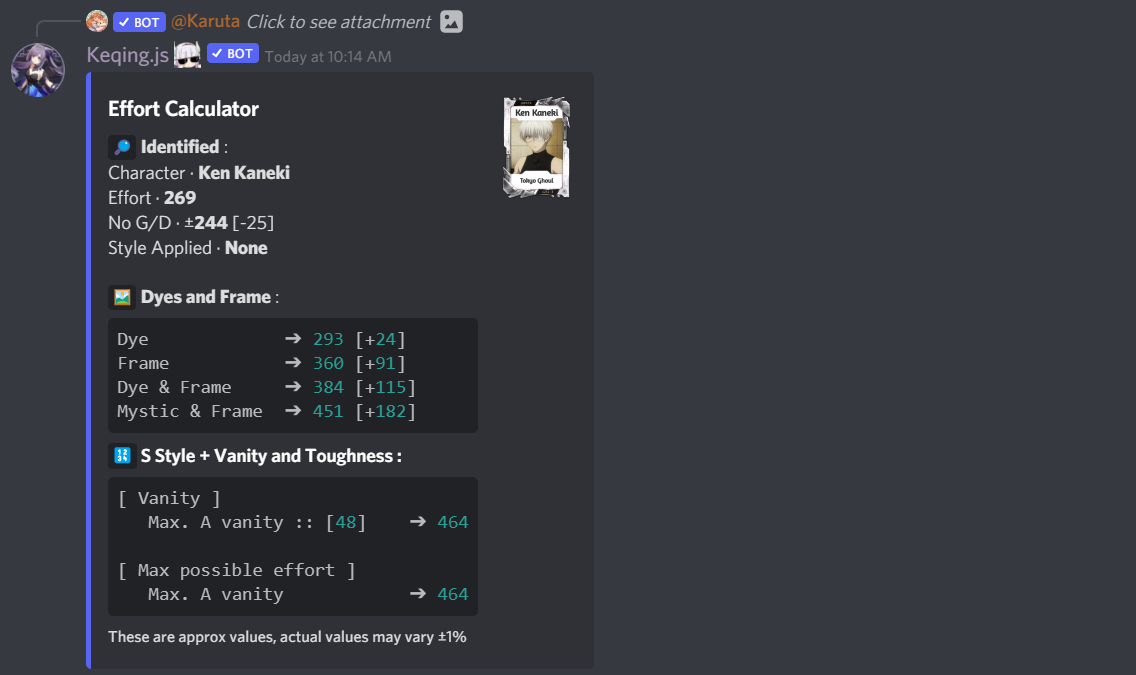 ✓ BOT @Karuta Click to see attachment
Keqing.js ✓ BOT Today at 10:14 AM
Effort Calculator
Ken Kaneki
Tokyo Ghoul
Identified :
Character · Ken Kaneki
Effort · 269
No G/D · ±244 [-25]
Style Applied · None
Dyes and Frame :
Dye ➔ 293 [+24]
Frame ➔ 360 [+91]
Dye & Frame ➔ 384 [+115]
Mystic & Frame ➔ 451 [+182]
1234 S Style + Vanity and Toughness :
[ Vanity ]
Max. A vanity :: [48] ➔ 464
[ Max possible effort ]
Max. A vanity ➔ 464
These are approx values, actual values may vary ±1%